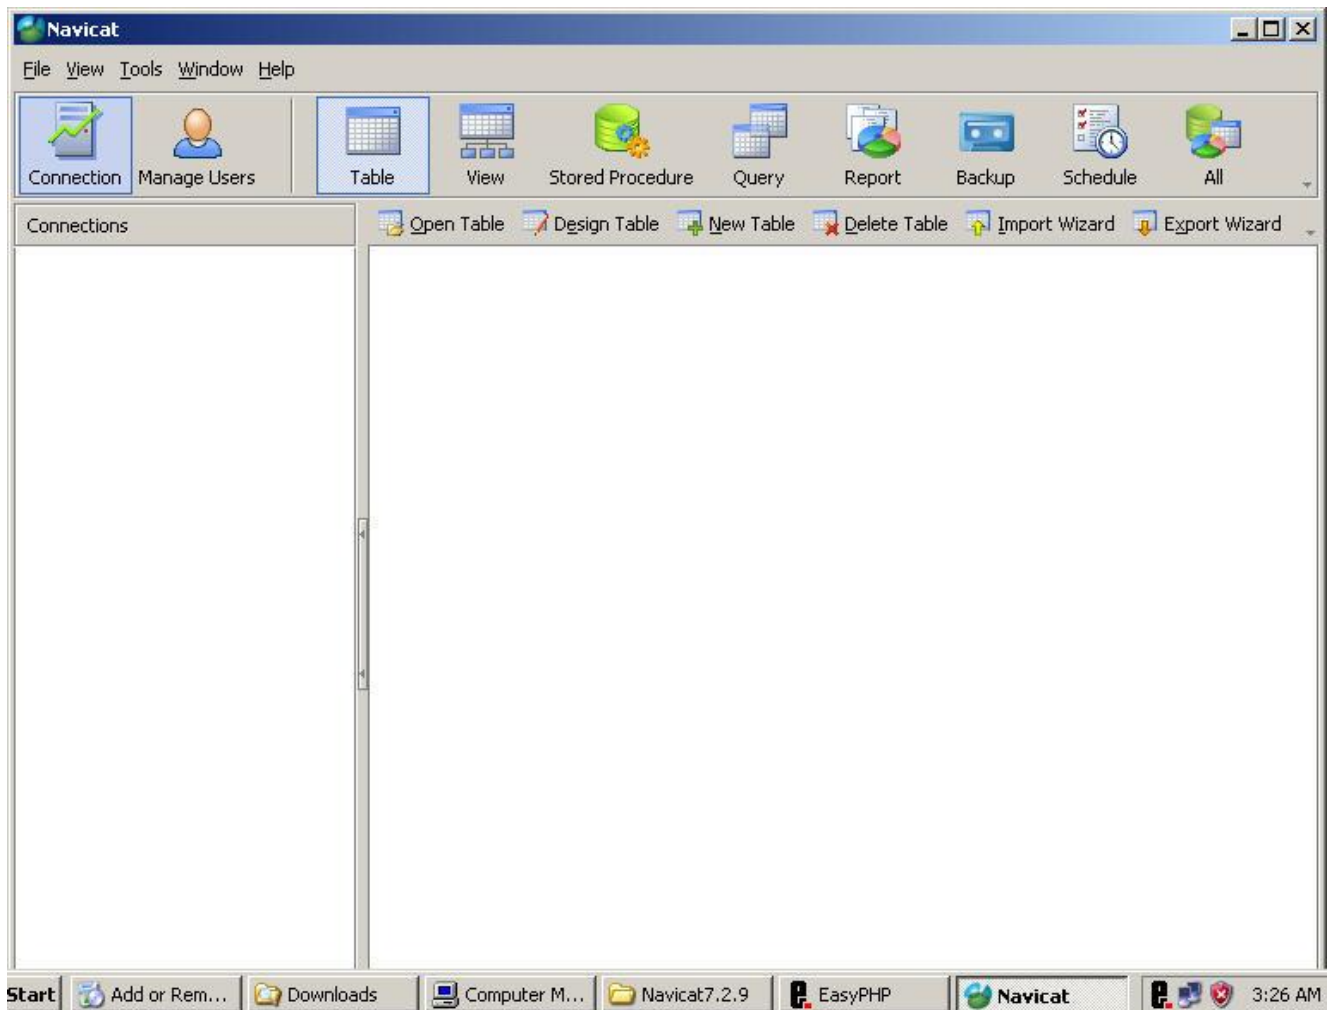 Navicat
File View Tools Window Help
Connection Manage Users Table View Stored Procedure Query Report Backup Schedule All
Connections
Open Table Design Table New Table Delete Table Import Wizard Export Wizard
Start Add or Rem... Downloads Computer M... Navicat7.2.9 EasyPHP Navicat 3:26 AM